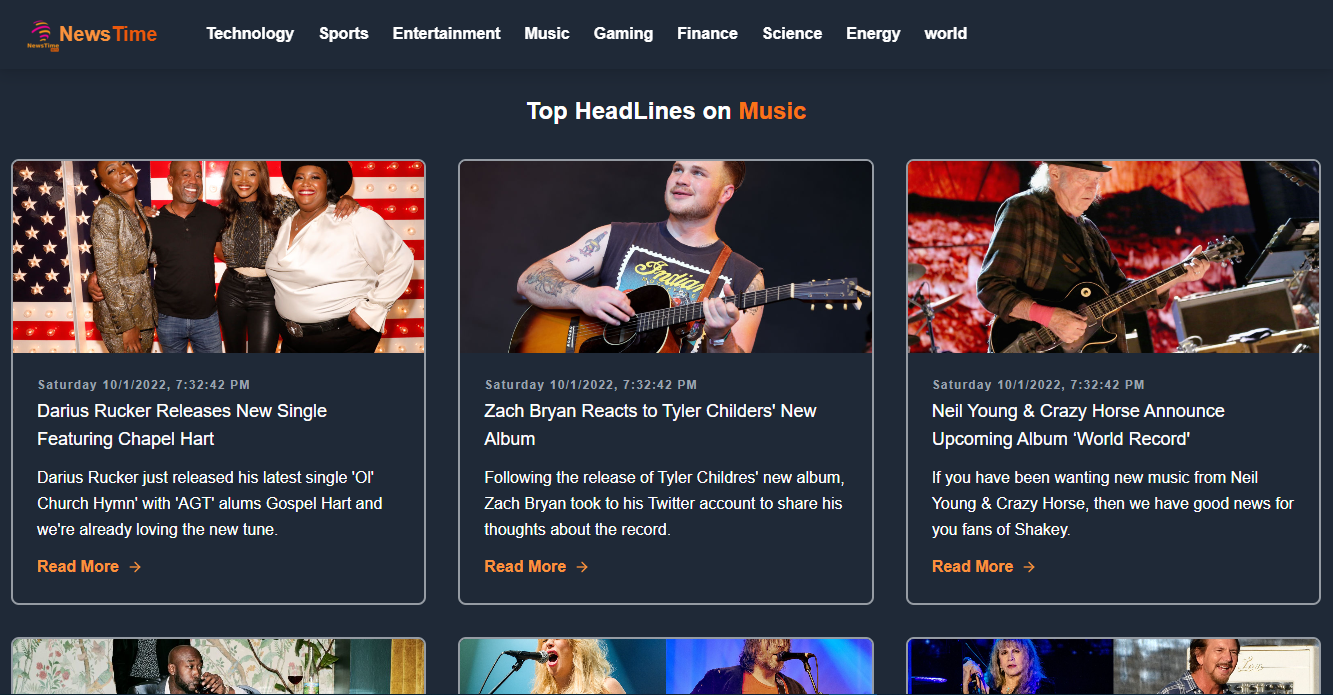 NewsTime
NewsTime
Technology Sports Entertainment Music Gaming Finance Science Energy world
Top HeadLines on Music
Indian
Saturday 10/1/2022, 7:32:42 PM
Darius Rucker Releases New Single
Featuring Chapel Hart
Darius Rucker just released his latest single 'Ol'
Church Hymn' with 'AGT' alums Gospel Hart and
we're already loving the new tune.
Read More →
Saturday 10/1/2022, 7:32:42 PM
Zach Bryan Reacts to Tyler Childers' New
Album
Following the release of Tyler Childres' new album,
Zach Bryan took to his Twitter account to share his
thoughts about the record.
Read More →
Saturday 10/1/2022, 7:32:42 PM
Neil Young & Crazy Horse Announce
Upcoming Album ‘World Record'
If you have been wanting new music from Neil
Young & Crazy Horse, then we have good news for
you fans of Shakey.
Read More →